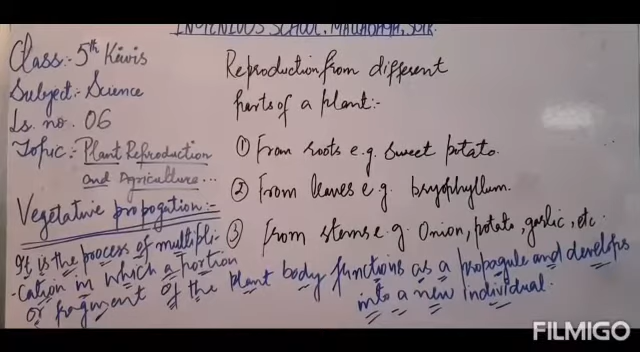 INGENIOUS SCHOOL,
Class:- 5th Kiwis
Subject:- Science
Ls. no. 06
Topic:- Plant Reproduction
and Agriculture...
Vegetative propogation:-
It is the process of multipli-
-cation in which a portion
or fragment of the plant body functions as a propagule and develops
into a new individual.
Reproduction from different
parts of a plant:-
① From roots e.g. sweet potato.
② From leaves e.g. bryophyllum.
③ From stems e.g. Onion, potato, garlic, etc.
FILMIGO